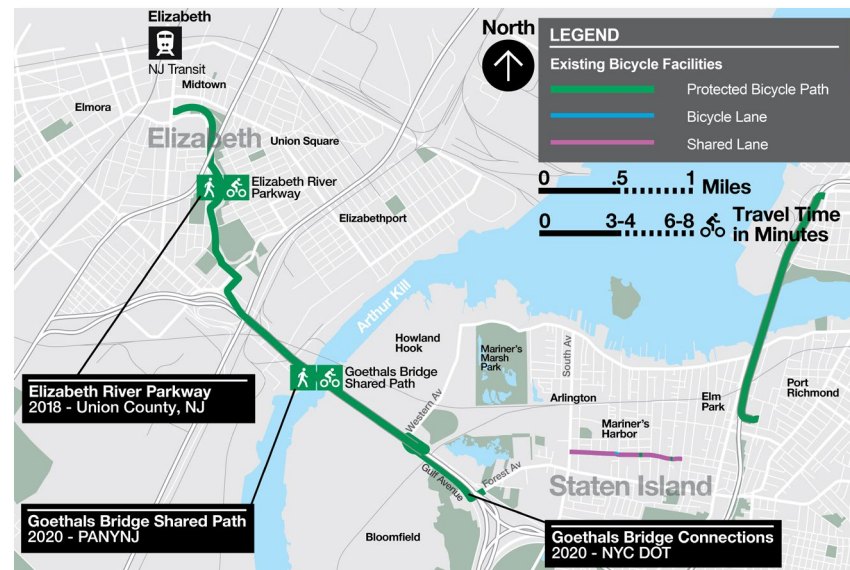 Elizabeth
NJ Transit
Midtown
Elmora
Elizabeth
Union Square
Elizabeth River
Parkway
Elizabethport
North
LEGEND
Existing Bicycle Facilities
Protected Bicycle Path
Bicycle Lane
Shared Lane
0 .5 1 Miles
0 3-4 6-8 Travel Time
in Minutes
Arthur Kill
Howland
Hook
Mariner's
Marsh
Park
South Av
Goethals Bridge
Shared Path
Western Av
Arlington
Elm
Park
Port
Richmond
Mariner's
Harbor
Gulf Avenue
Forest Av
Staten Island
Bloomfield
Elizabeth River Parkway
2018 - Union County, NJ
Goethals Bridge Shared Path
2020 - PANYNJ
Goethals Bridge Connections
2020 - NYC DOT